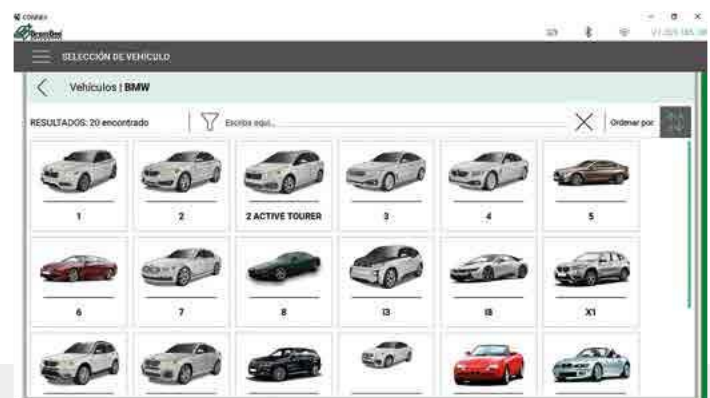 CONNEX
SELECCIÓN DE VEHÍCULO
Vehículos | BMW
RESULTADOS: 20 encontrado
Escriba aquí...
Ordenar por
1
2
2 ACTIVE TOURER
3
4
5
6
7
8
I3
I8
X1